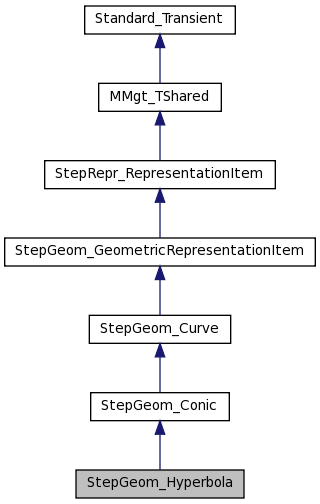 Standard_Transient
MMgt_TShared
StepRepr_RepresentationItem
StepGeom_GeometricRepresentationItem
StepGeom_Curve
StepGeom_Conic
StepGeom_Hyperbola